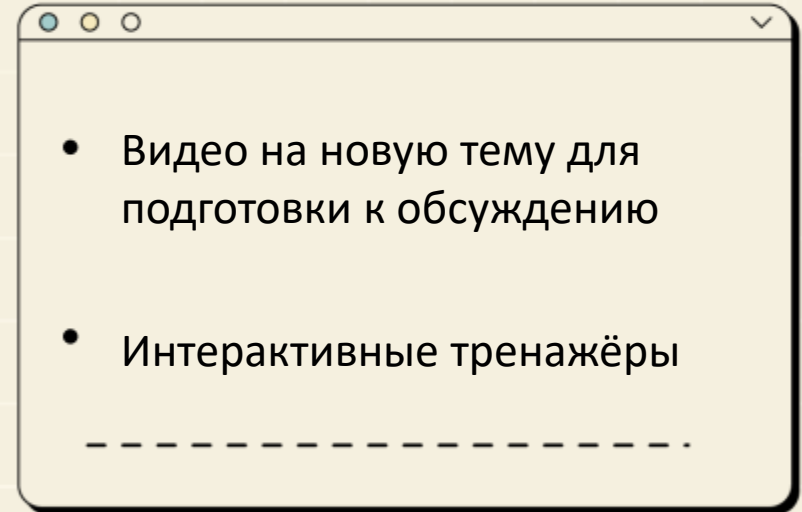 • Видео на новую тему для
подготовки к обсуждению
• Интерактивные тренажёры